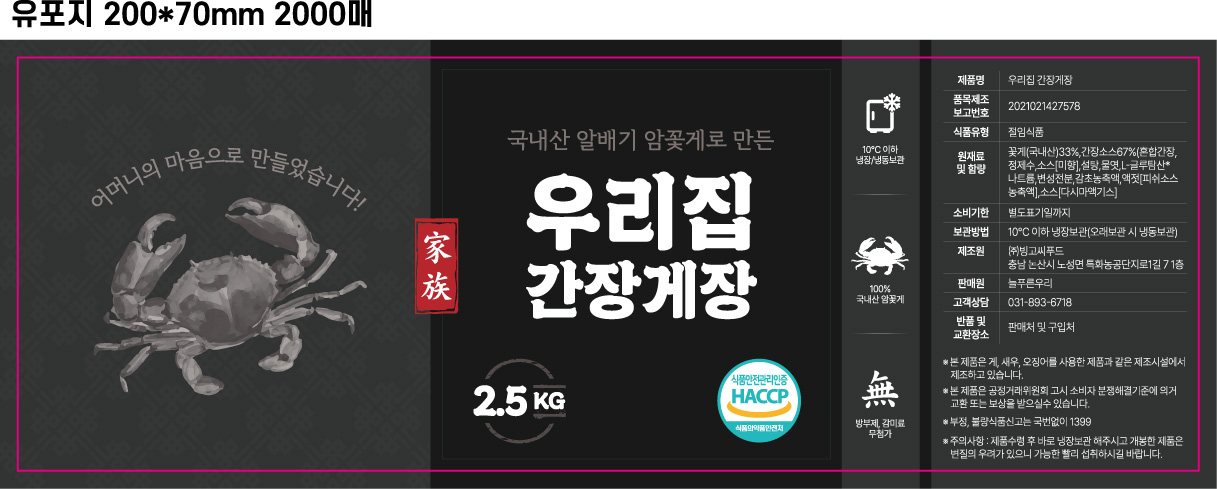 유포지 200*70mm 2000매
어머니의 마음으로 만들었습니다!
家族
국내산 알배기 암꽃게로 만든
우리집
간장게장
2.5 KG
식품안전관리인증
HACCP
식품의약품안전처
10℃ 이하
냉장/냉동보관
100%
국내산 암꽃게
無
방부제, 감미료
무첨가
제품명 우리집 간장게장
품목제조
보고번호 2021021427578
식품유형 절임식품
원재료
및 함량 꽃게(국내산)33%,간장소스67%(혼합간장,
정제수,소스[미향],설탕,물엿,L-글루탐산*
나트륨,변성전분,감초농축액,액젓[피쉬소스
농축액],소스[다시마엑기스]
소비기한 별도표기일까지
보관방법 10℃ 이하 냉장보관(오래보관 시 냉동보관)
제조원 ㈜빙고씨푸드
충남 논산시 노성면 특화농공단지로1길 7 1층
판매원 늘푸른우리
고객상담 031-893-6718
반품 및
교환장소 판매처 및 구입처
※ 본 제품은 게, 새우, 오징어를 사용한 제품과 같은 제조시설에서
제조하고 있습니다.
※ 본 제품은 공정거래위원회 고시 소비자 분쟁해결기준에 의거
교환 또는 보상을 받으실수 있습니다.
※ 부정, 불량식품신고는 국번없이 1399
※ 주의사항 : 제품수령 후 바로 냉장보관 해주시고 개봉한 제품은
변질의 우려가 있으니 가능한 빨리 섭취하시길 바랍니다.